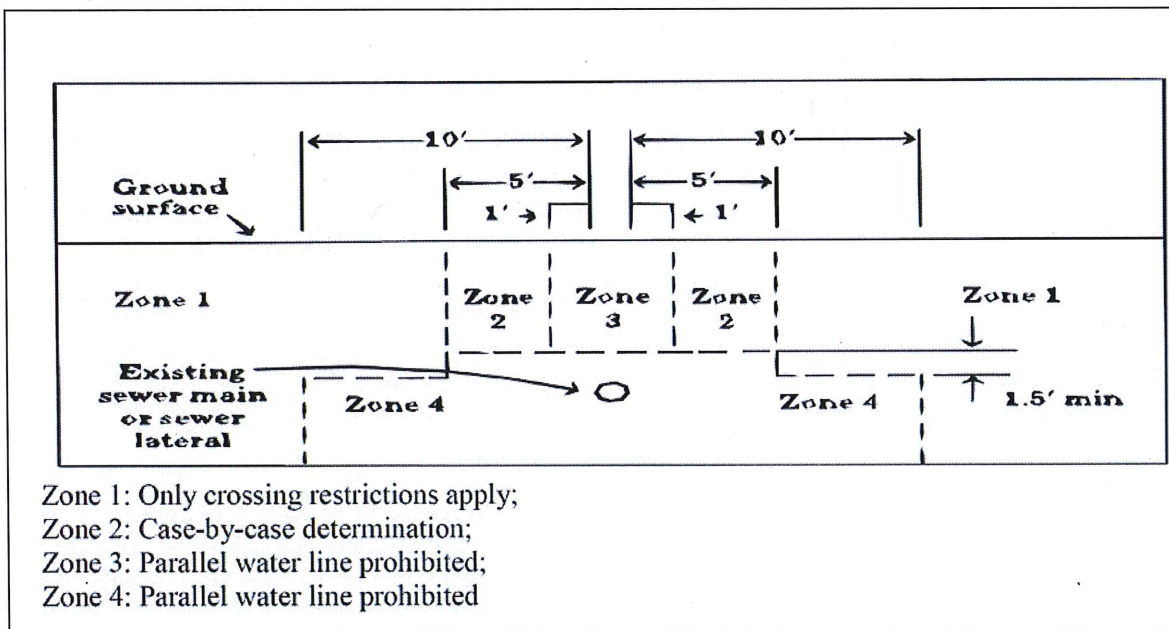 10′ 10′
5′ 5′
Ground
surface
1′ 1′
Zone 1
Zone
2
Zone
3
Zone
2
Zone 1
Existing
sewer main
or sewer
lateral
Zone 4
Zone 4
1.5′ min
Zone 1: Only crossing restrictions apply;
Zone 2: Case-by-case determination;
Zone 3: Parallel water line prohibited;
Zone 4: Parallel water line prohibited